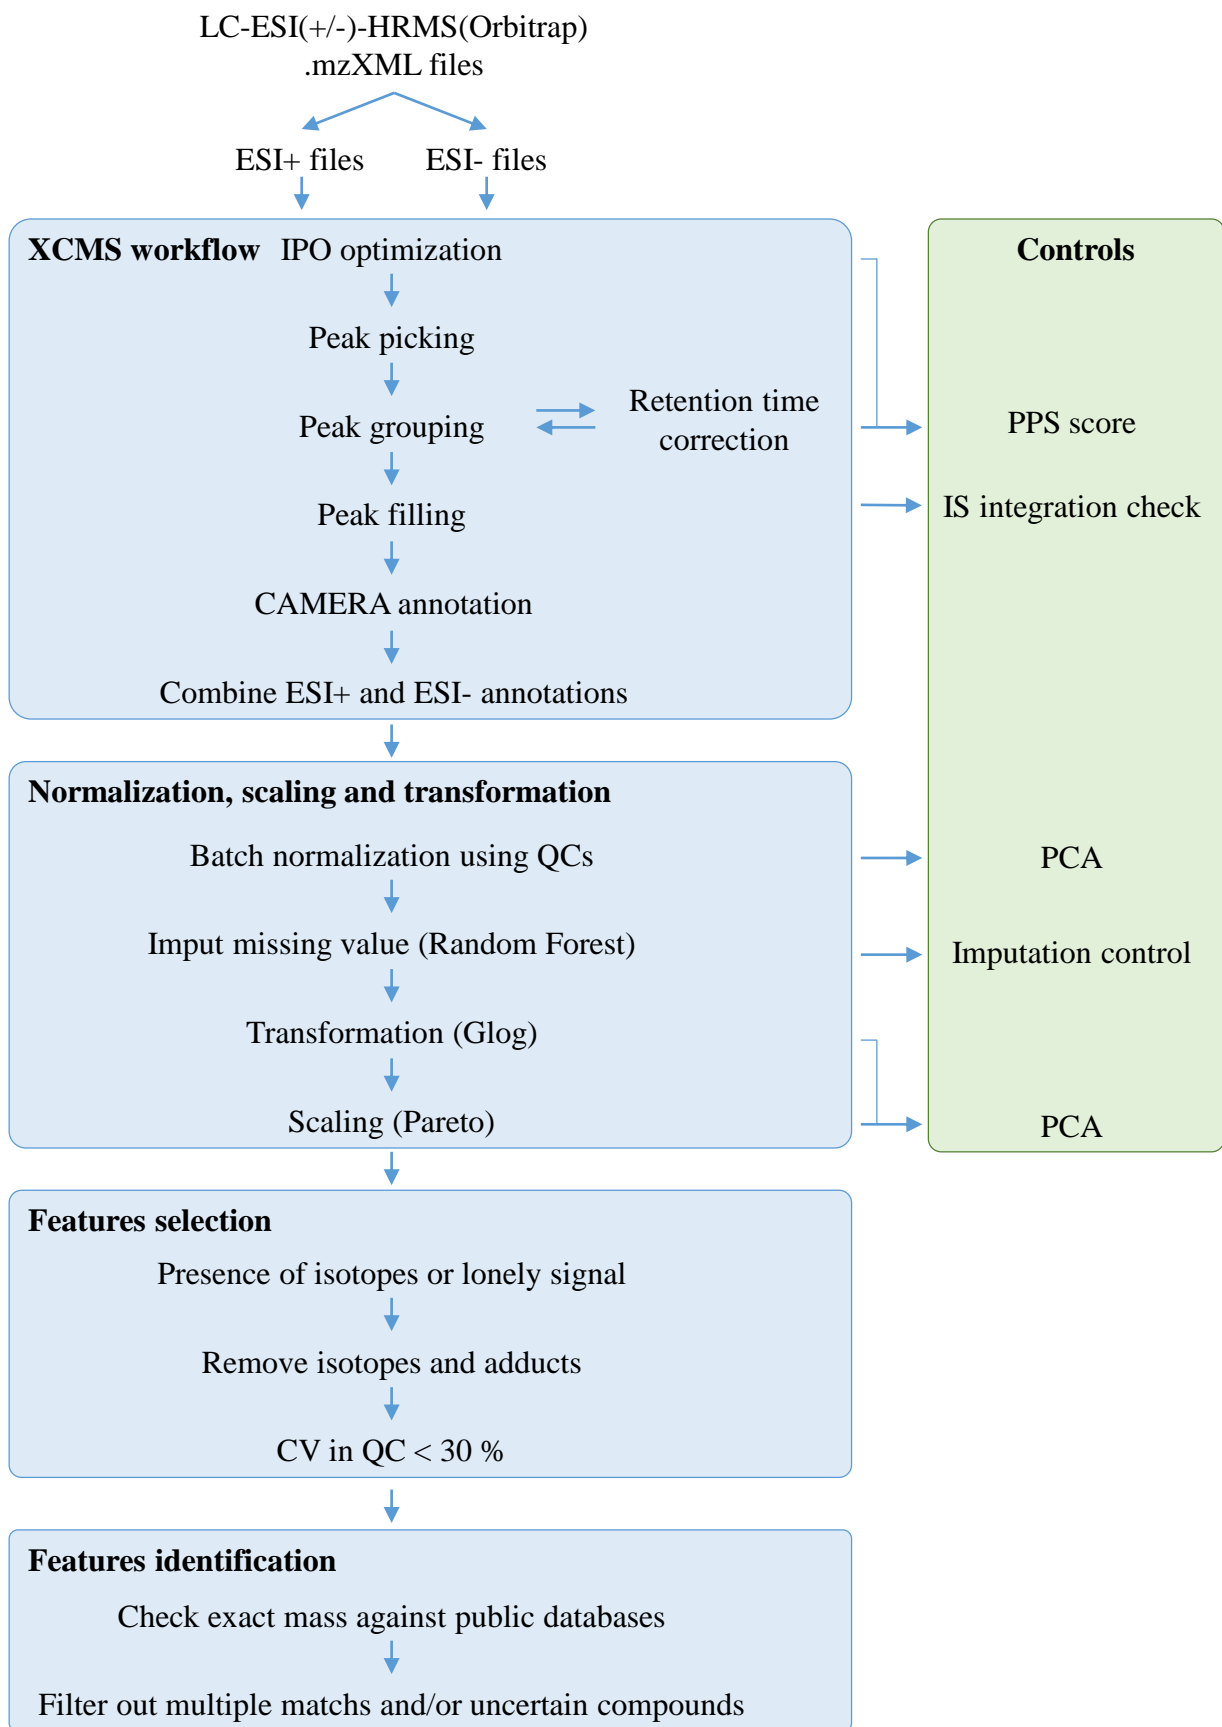 LC-ESI(+/-)-HRMS(Orbitrap)
.mzXML files
ESI+ files
ESI- files
XCMS workflow IPO optimization
Controls
Peak picking
Peak grouping
Retention time
correction
PPS score
Peak filling
IS integration check
CAMERA annotation
Combine ESI+ and ESI- annotations
Normalization, scaling and transformation
Batch normalization using QCs
PCA
Imput missing value (Random Forest)
Imputation control
Transformation (Glog)
Scaling (Pareto)
PCA
Features selection
Presence of isotopes or lonely signal
Remove isotopes and adducts
CV in QC < 30 %
Features identification
Check exact mass against public databases
Filter out multiple matchs and/or uncertain compounds